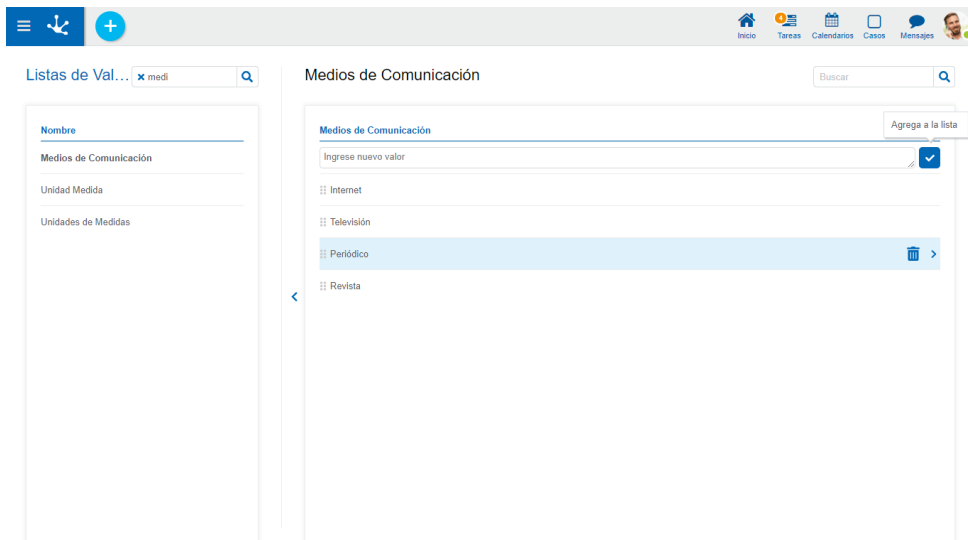 4
Inicio
Tareas
Calendarios
Casos
Mensajes
Listas de Val...
medi
Medios de Comunicación
Buscar
Agrega a la lista
Nombre
Medios de Comunicación
Unidad Medida
Unidades de Medidas
Medios de Comunicación
Ingrese nuevo valor
Internet
Televisión
Periódico
Revista